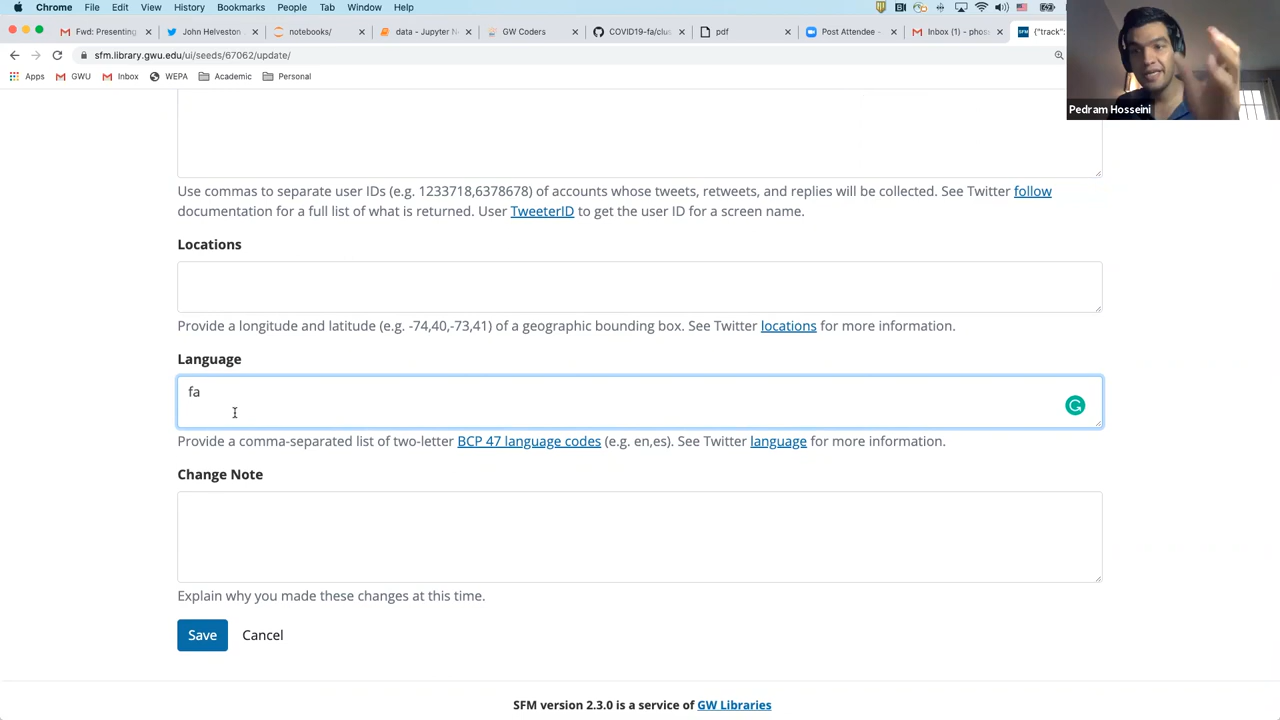 Chrome File Edit View History Bookmarks People Tab Window Help
Fwd: Presenting
John Helveston
notebooks/
data - Jupyter N
GW Coders
COVID19-fa/clus
pdf
Post Attendee -
Inbox (1) - phos
{"track":
sfm.library.gwu.edu/ui/seeds/67062/update/
Apps GWU Inbox WEPA Academic Personal
Pedram Hosseini
Use commas to separate user IDs (e.g. 1233718,6378678) of accounts whose tweets, retweets, and replies will be collected. See Twitter follow
documentation for a full list of what is returned. User TweeterID to get the user ID for a screen name.
Locations
Provide a longitude and latitude (e.g. -74,40,-73,41) of a geographic bounding box. See Twitter locations for more information.
Language
fa
Provide a comma-separated list of two-letter BCP 47 language codes (e.g. en,es). See Twitter language for more information.
Change Note
Explain why you made these changes at this time.
Save Cancel
SFM version 2.3.0 is a service of GW Libraries